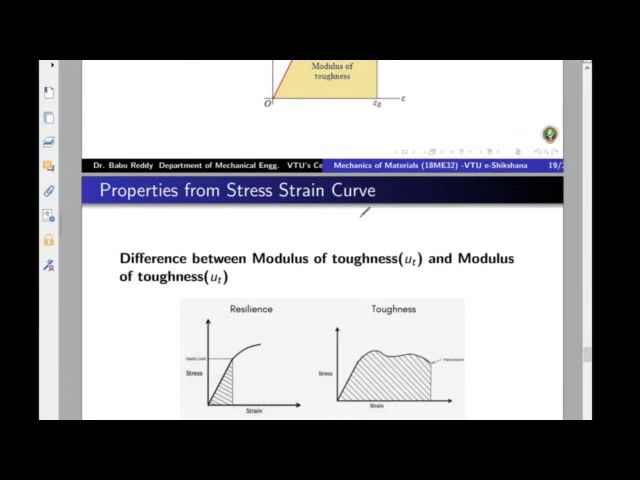 Modulus of
toughness
O
ε
Dr. Babu Reddy Department of Mechanical Engg. VTU's Ce
Mechanics of Materials (18ME32) -VTU e-Shikshana
19/
Properties from Stress Strain Curve
Difference between Modulus of toughness(uₜ) and Modulus
of toughness(uₜ)
Resilience
Toughness
Stress
Strain
Stress
Strain